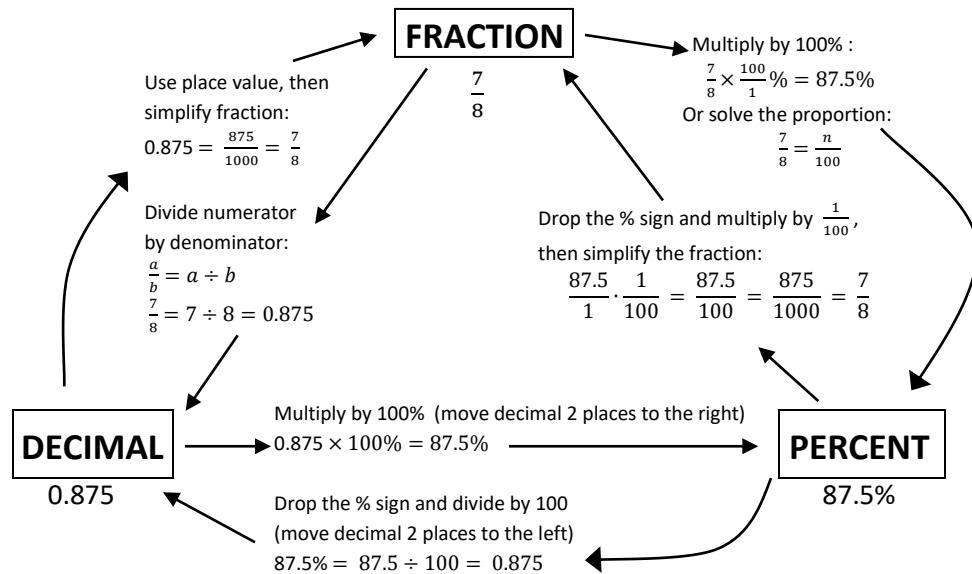 FRACTION
7/8
Multiply by 100% :
7/8 × 100/1 % = 87.5%
Or solve the proportion:
7/8 = n/100
Use place value, then
simplify fraction:
0.875 = 875/1000 = 7/8
Divide numerator
by denominator:
a/b = a ÷ b
7/8 = 7 ÷ 8 = 0.875
Drop the % sign and multiply by 1/100 ,
then simplify the fraction:
87.5/1 · 1/100 = 87.5/100 = 875/1000 = 7/8
DECIMAL
0.875
Multiply by 100% (move decimal 2 places to the right)
0.875 × 100% = 87.5%
PERCENT
87.5%
Drop the % sign and divide by 100
(move decimal 2 places to the left)
87.5% = 87.5 ÷ 100 = 0.875